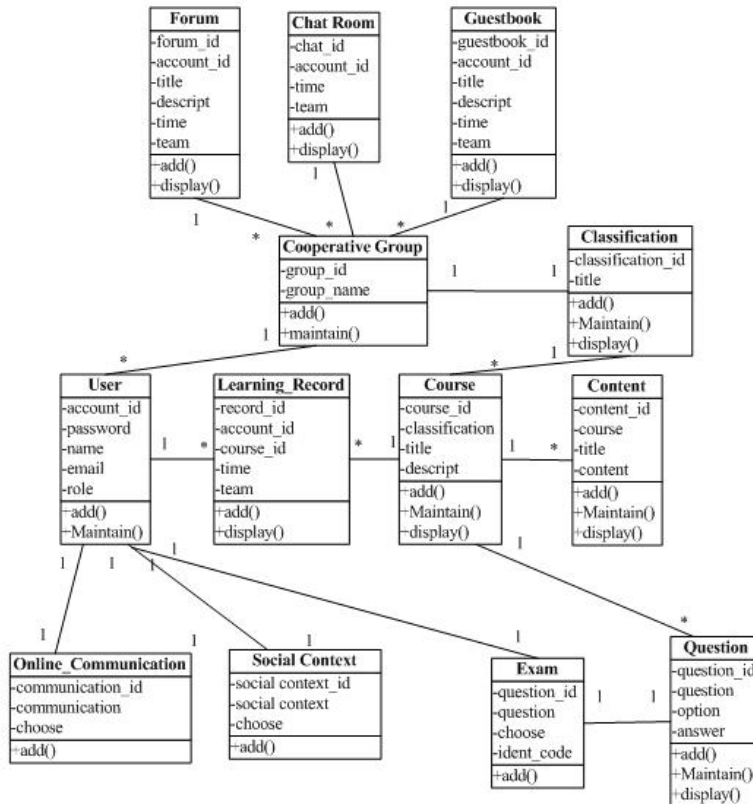 Forum
-forum_id
-account_id
-title
-descript
-time
-team
+add()
+display()
Chat Room
-chat_id
-account_id
-time
-team
+add()
+display()
Guestbook
-guestbook_id
-account_id
-title
-descript
-time
-team
+add()
+display()
1
1
1
*
*
*
Cooperative Group
-group_id
-group_name
+add()
+maintain()
1
1
Classification
-classification_id
-title
+add()
+Maintain()
+display()
1
*
1
*
User
-account_id
-password
-name
-email
-role
+add()
+Maintain()
1
*
Learning_Record
-record_id
-account_id
-course_id
-time
-team
+add()
+display()
*
1
Course
-course_id
-classification
-title
-descript
+add()
+Maintain()
+display()
1
*
Content
-content_id
-course
-title
-content
+add()
+Maintain()
+display()
1
1
1
1
1
*
1
1
1
1
Online_Communication
-communication_id
-communication
-choose
+add()
Social Context
-social context_id
-social context
-choose
+add()
Exam
-question_id
-question
-choose
-ident_code
+add()
1
1
Question
-question_id
-question
-option
-answer
+add()
+Maintain()
+display()